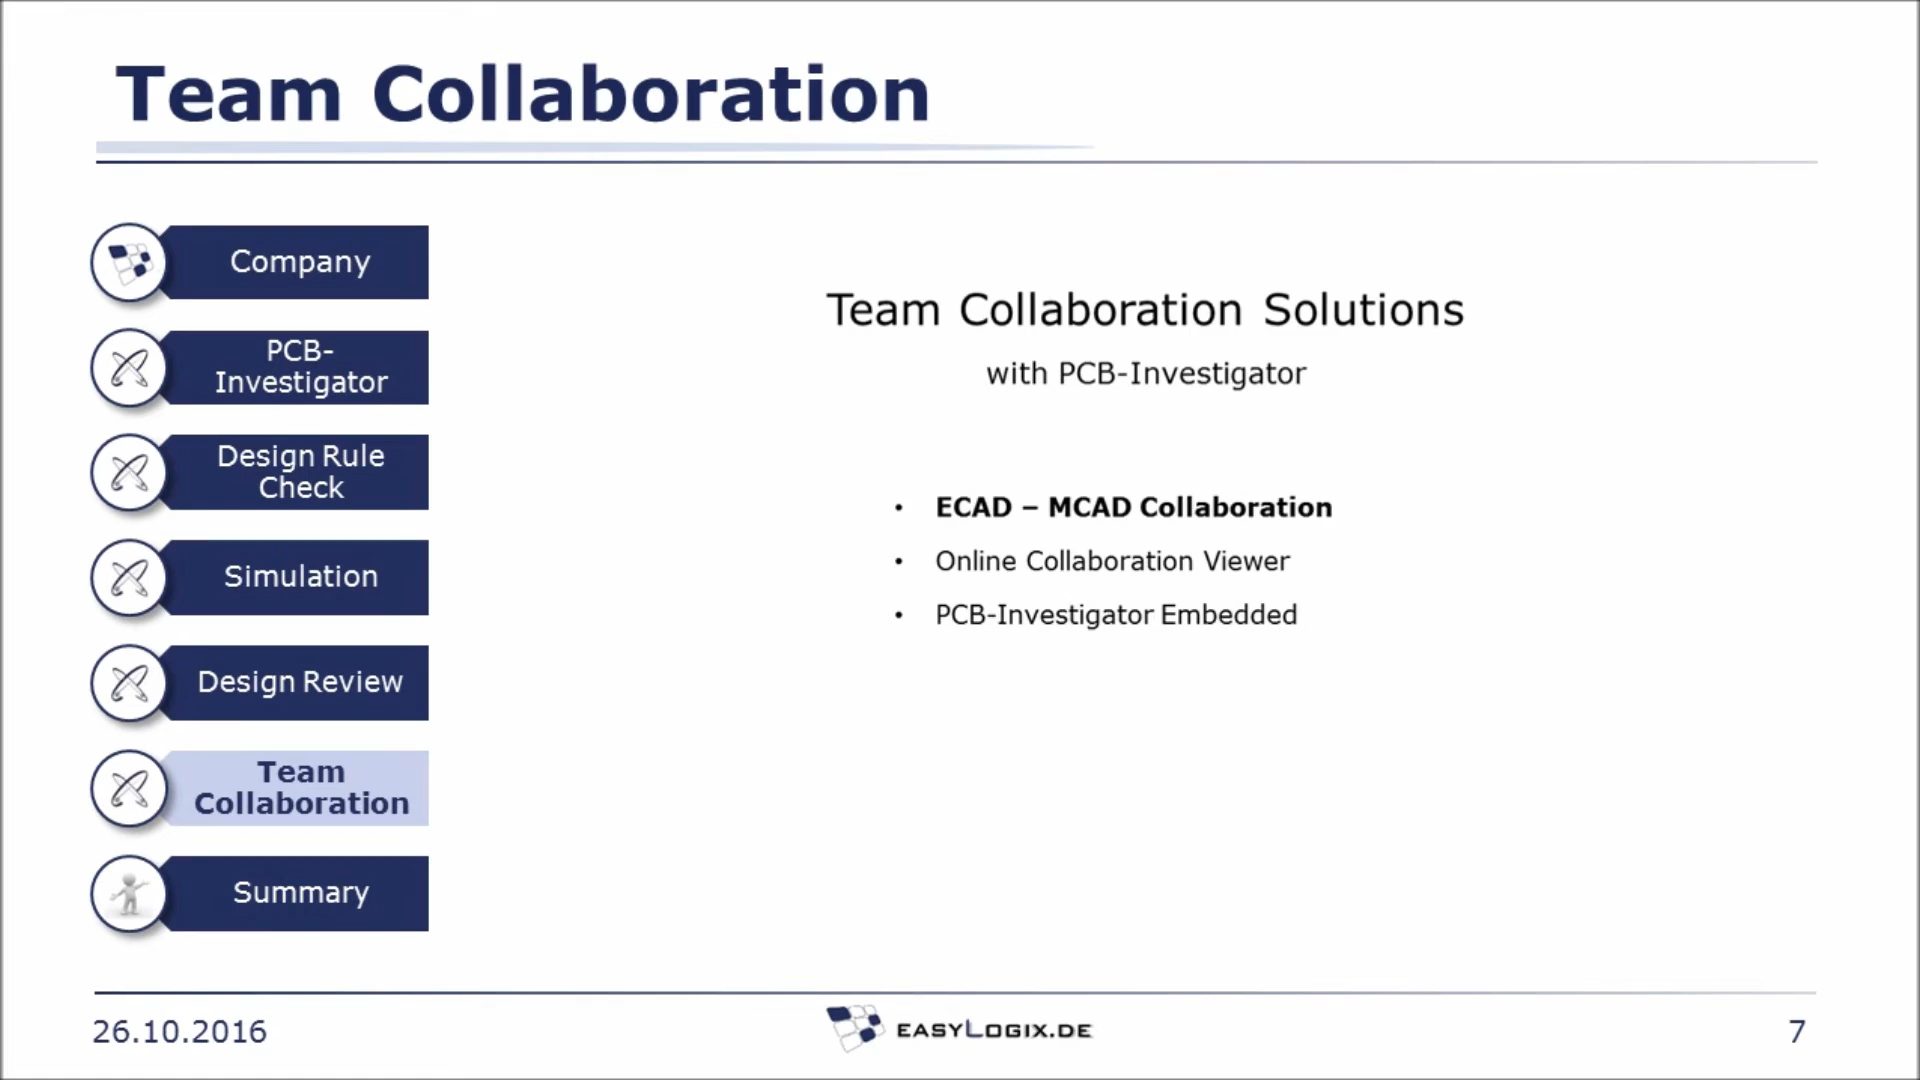 Team Collaboration
Company
PCB-
Investigator
Design Rule
Check
Simulation
Design Review
Team
Collaboration
Summary
Team Collaboration Solutions
with PCB-Investigator
• ECAD – MCAD Collaboration
• Online Collaboration Viewer
• PCB-Investigator Embedded
26.10.2016
EASYLOGIX.DE
7